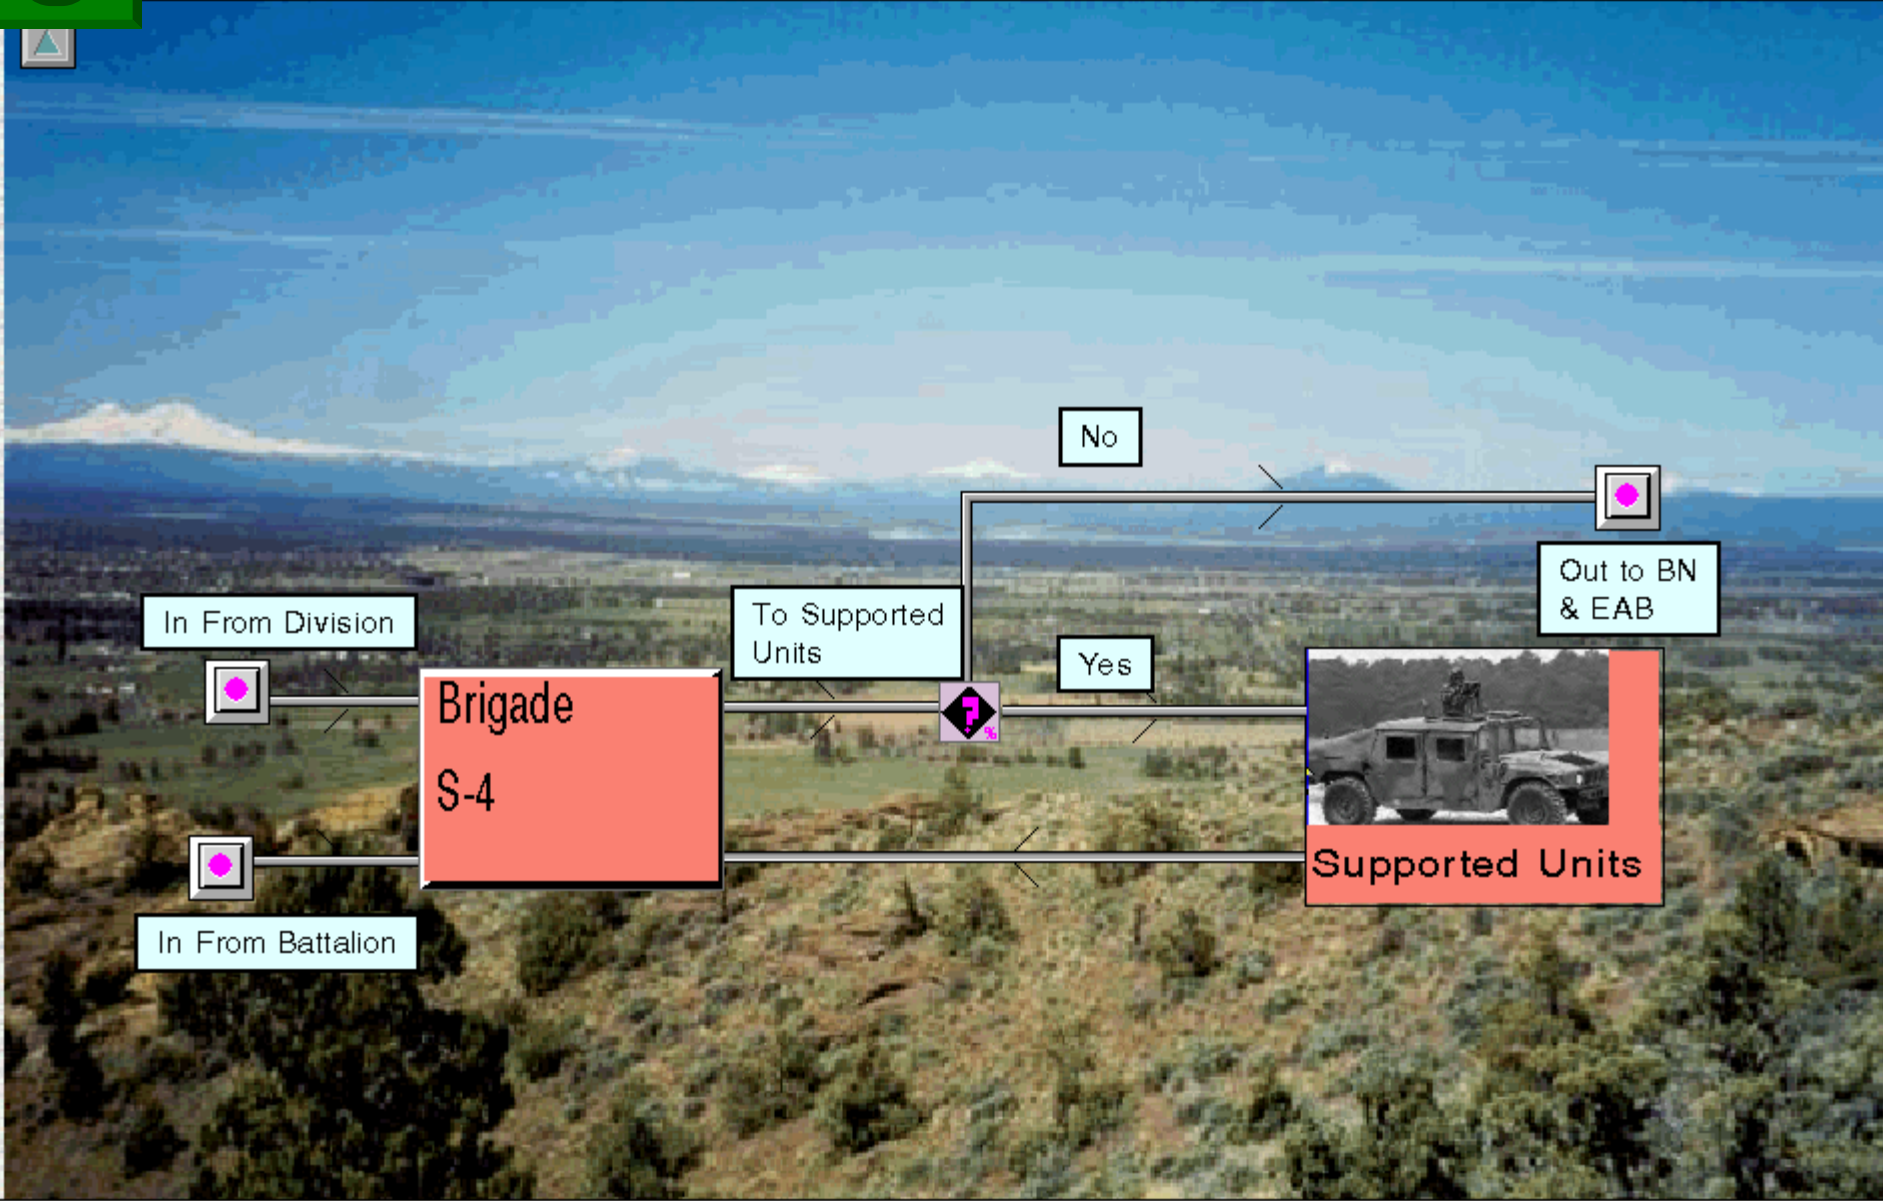 No
Out to BN
& EAB
In From Division
To Supported
Units
Yes
Brigade
S-4
?
%
Supported Units
In From Battalion